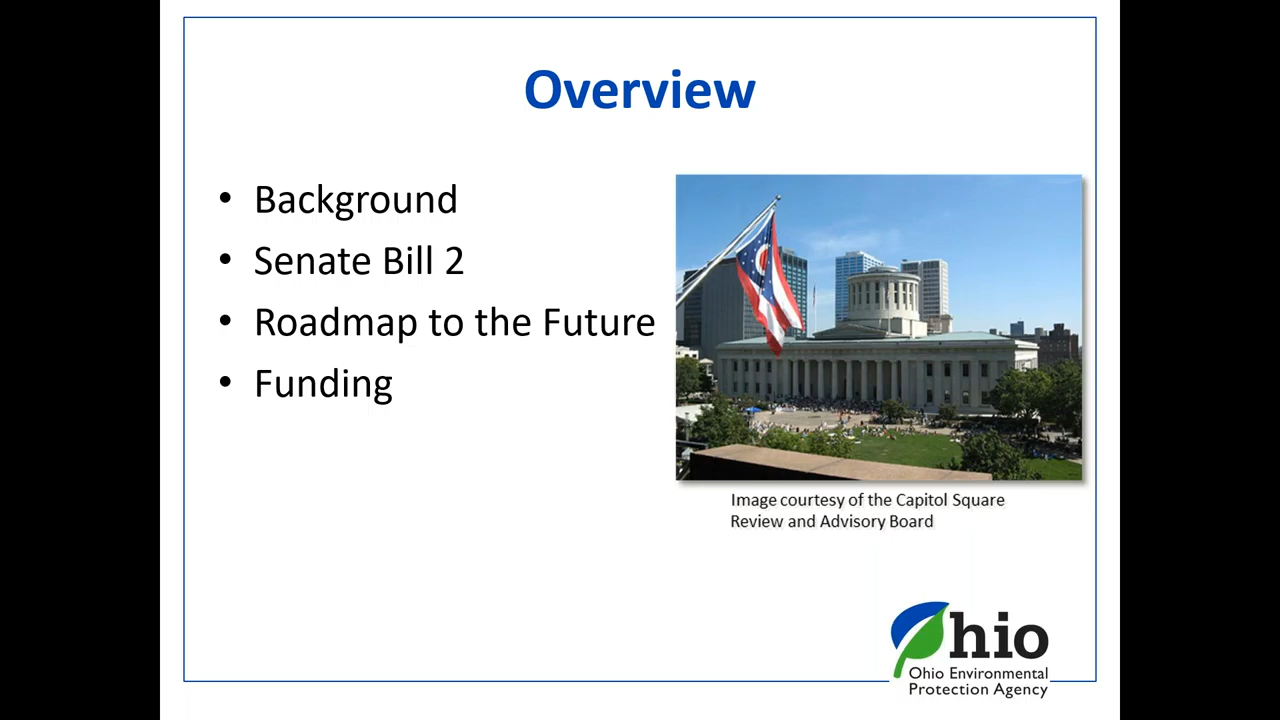 Overview
• Background
• Senate Bill 2
• Roadmap to the Future
• Funding
Image courtesy of the Capitol Square
Review and Advisory Board
Ohio
Ohio Environmental
Protection Agency